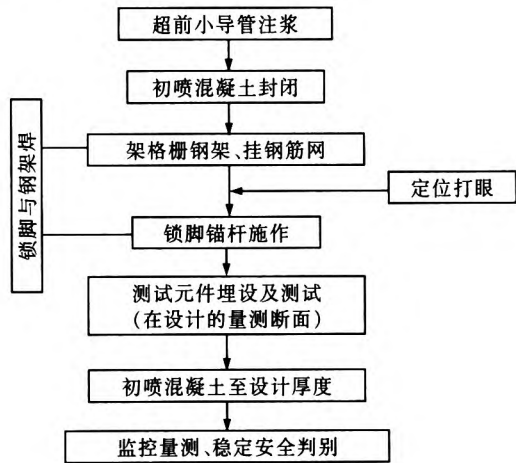 超前小导管注浆
初喷混凝土封闭
锁脚与钢架焊
架格栅钢架、挂钢筋网
定位打眼
锁脚锚杆施作
测试元件埋设及测试
(在设计的量测断面)
初喷混凝土至设计厚度
监控量测、稳定安全判别